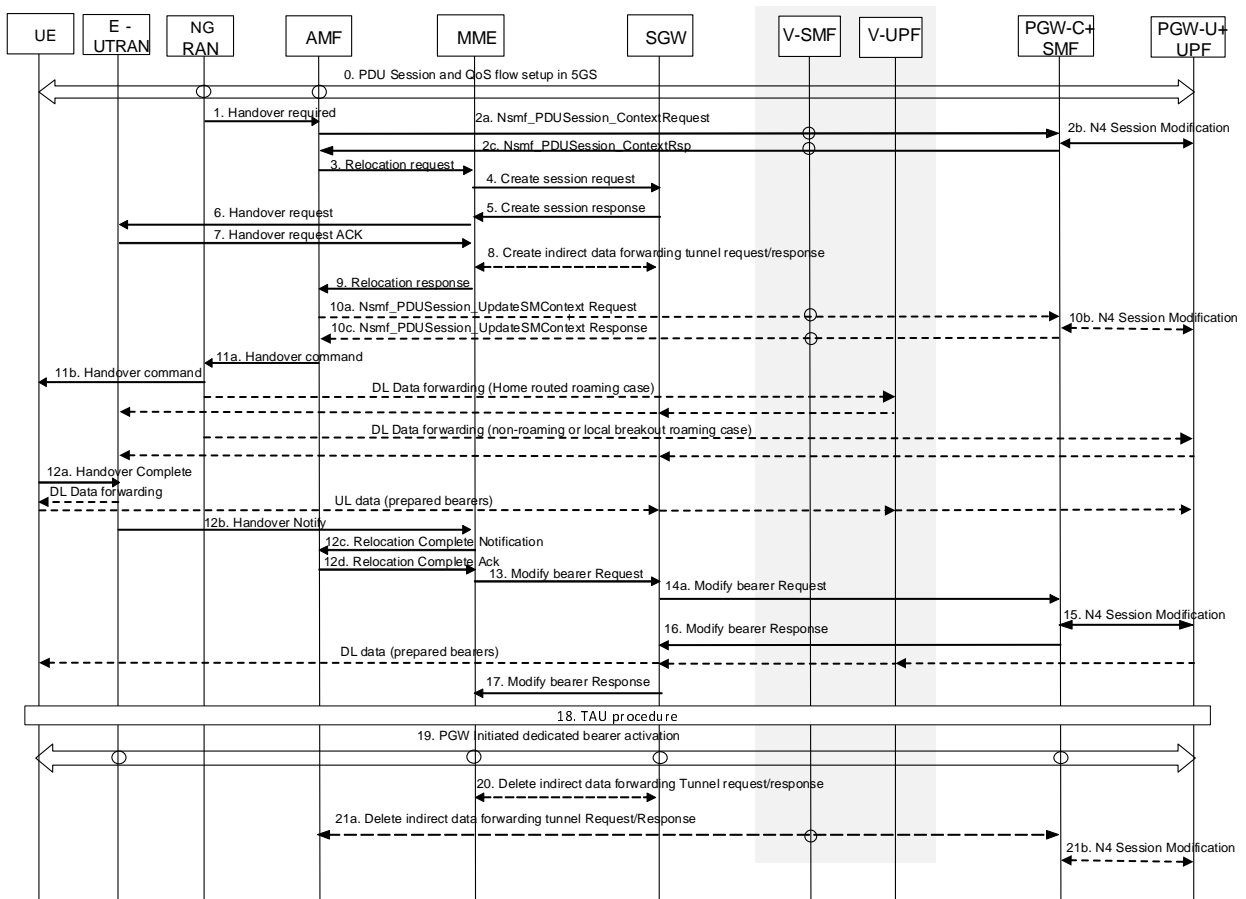 UE
E -
UTRAN
NG
RAN
AMF
MME
SGW
V-SMF
V-UPF
PGW-C+
SMF
PGW-U+
UPF
0. PDU Session and QoS flow setup in 5GS
1. Handover required
2a. Nsmf_PDUSession_ContextRequest
2b. N4 Session Modification
2c. Nsmf_PDUSession_ContextRsp
3. Relocation request
4. Create session request
5. Create session response
6. Handover request
7. Handover request ACK
8. Create indirect data forwarding tunnel request/response
9. Relocation response
10a. Nsmf_PDUSession_UpdateSMContext Request
10b. N4 Session Modification
10c. Nsmf_PDUSession_UpdateSMContext Response
11a. Handover command
11b. Handover command
DL Data forwarding (Home routed roaming case)
DL Data forwarding (non-roaming or local breakout roaming case)
12a. Handover Complete
DL Data forwarding
UL data (prepared bearers)
12b. Handover Notify
12c. Relocation Complete Notification
12d. Relocation Complete Ack
13. Modify bearer Request
14a. Modify bearer Request
15. N4 Session Modification
16. Modify bearer Response
DL data (prepared bearers)
17. Modify bearer Response
18. TAU procedure
19. PGW Initiated dedicated bearer activation
20. Delete indirect data forwarding Tunnel request/response
21a. Delete indirect data forwarding tunnel Request/Response
21b. N4 Session Modification